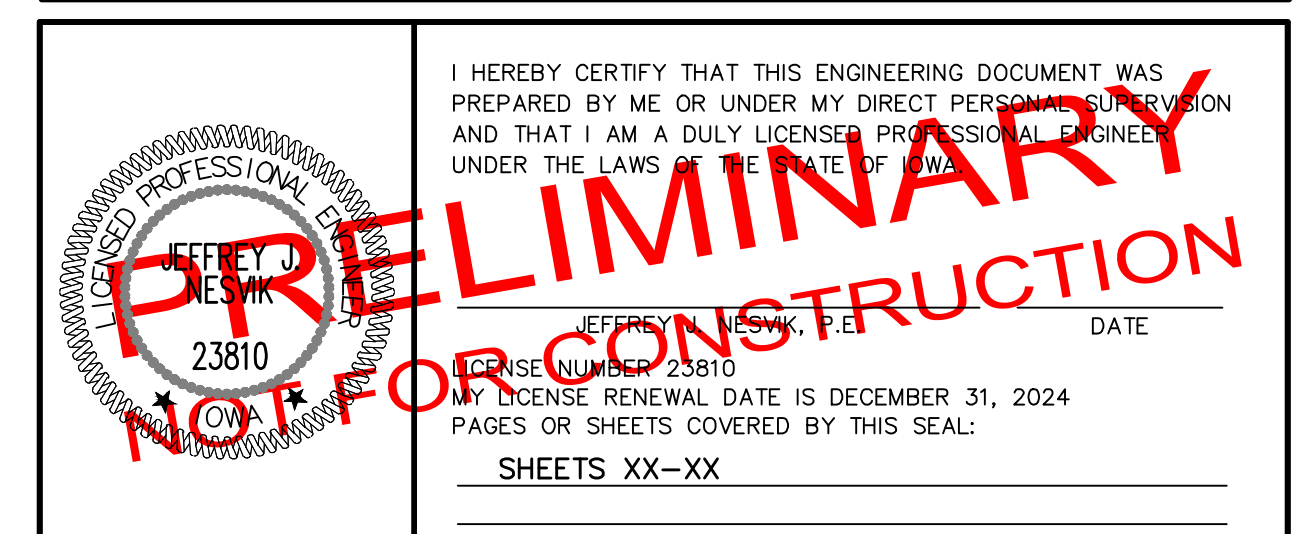 LICENSED PROFESSIONAL ENGINEER
JEFFREY J.
NESVIK
23810
IOWA
I HEREBY CERTIFY THAT THIS ENGINEERING DOCUMENT WAS
PREPARED BY ME OR UNDER MY DIRECT PERSONAL SUPERVISION
AND THAT I AM A DULY LICENSED PROFESSIONAL ENGINEER
UNDER THE LAWS OF THE STATE OF IOWA.
JEFFREY J. NESVIK, P.E.
DATE
LICENSE NUMBER 23810
MY LICENSE RENEWAL DATE IS DECEMBER 31, 2024
PAGES OR SHEETS COVERED BY THIS SEAL:
SHEETS XX-XX
PRELIMINARY
NOT FOR CONSTRUCTION